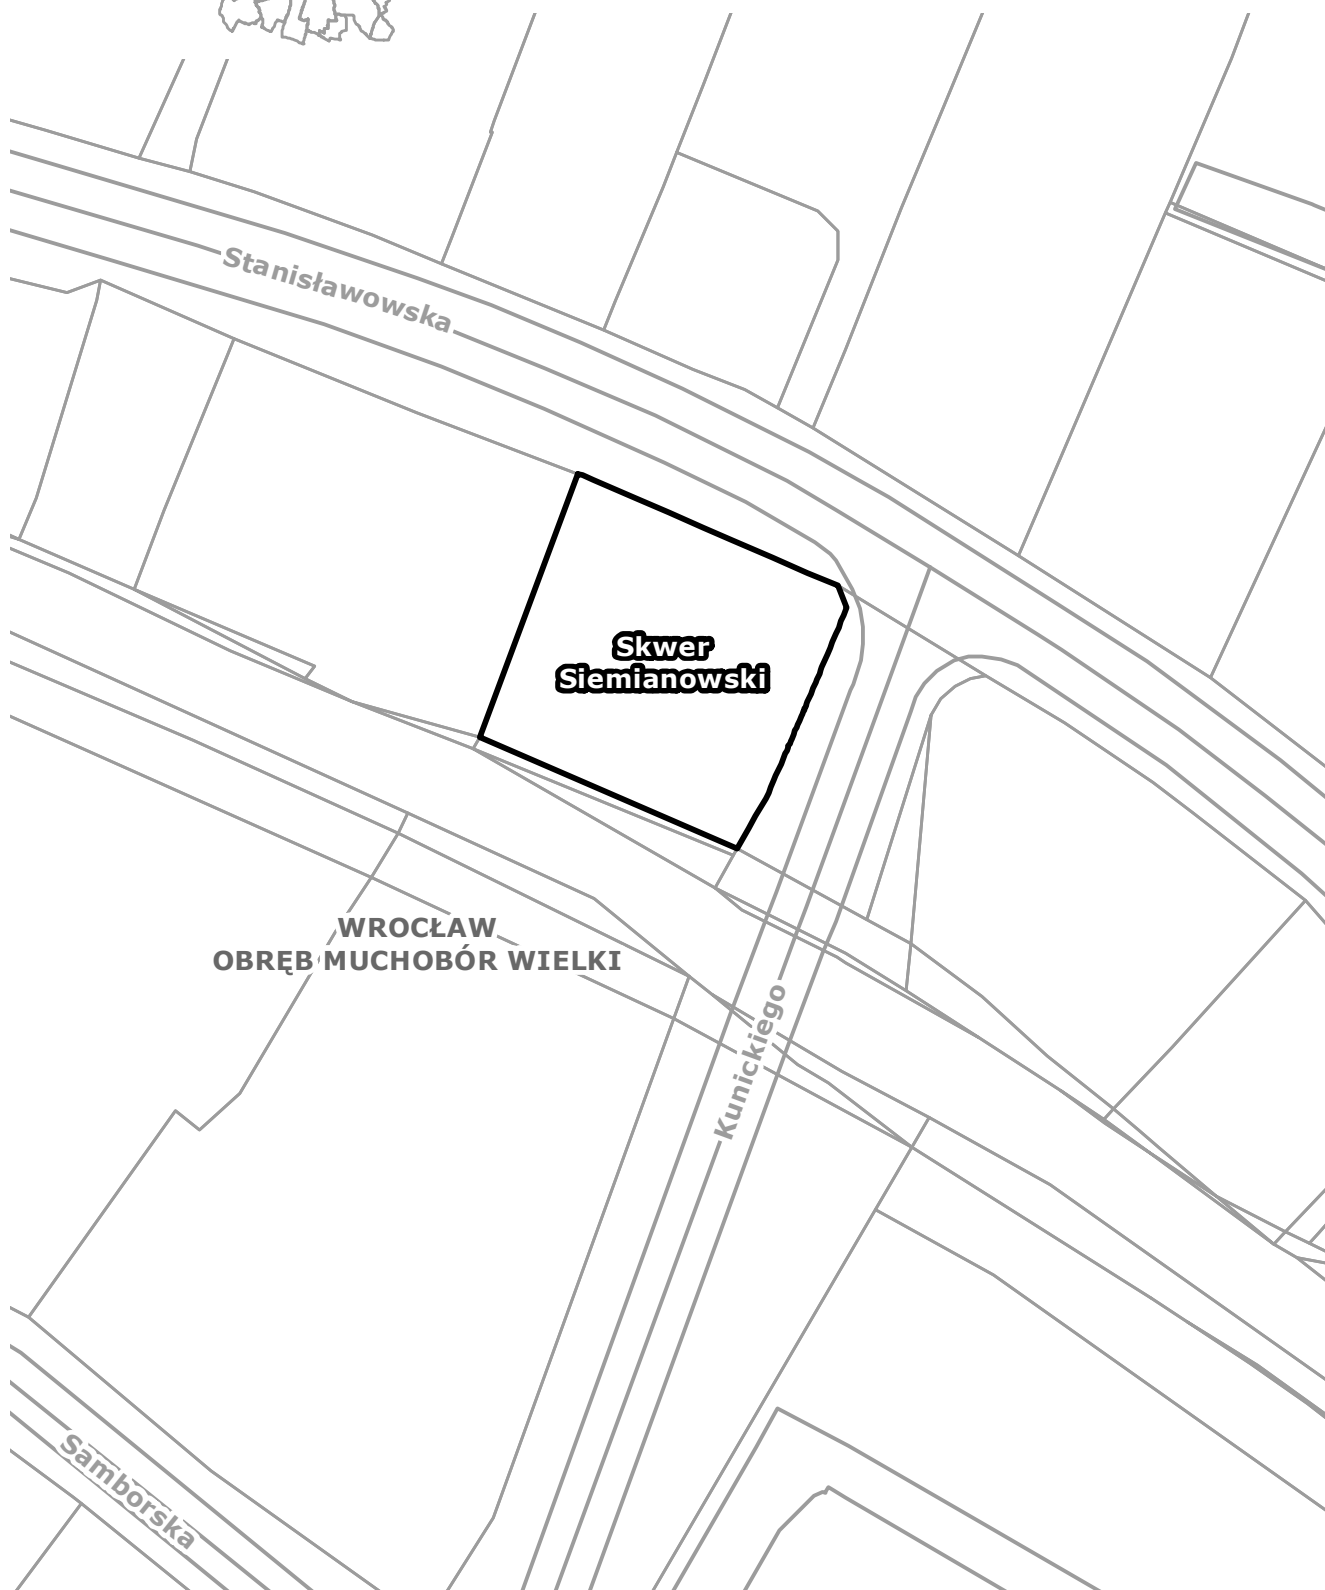 Stanisławowska
Skwer
Siemianowski
WROCŁAW
OBRĘB MUCHOBÓR WIELKI
Kunickiego
Samborska